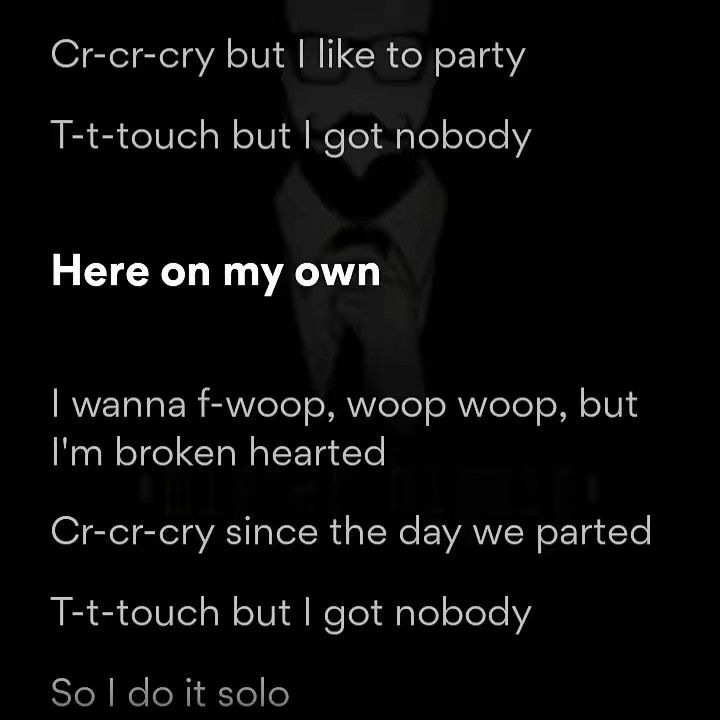 Cr-cr-cry but I like to party
T-t-touch but I got nobody
Here on my own
I wanna f-woop, woop woop, but
I'm broken hearted
Cr-cr-cry since the day we parted
T-t-touch but I got nobody
So I do it solo